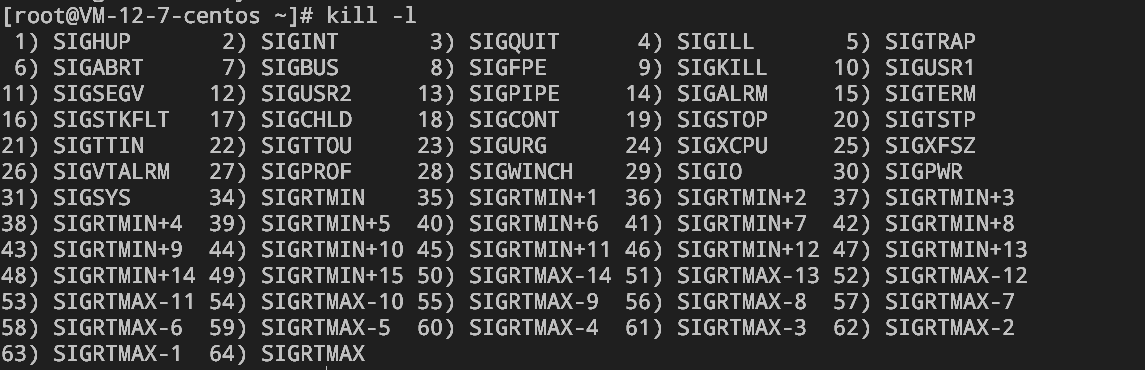 [root@VM-12-7-centos ~]# kill -l
 1) SIGHUP       2) SIGINT       3) SIGQUIT      4) SIGILL       5) SIGTRAP
 6) SIGABRT      7) SIGBUS       8) SIGFPE       9) SIGKILL     10) SIGUSR1
11) SIGSEGV     12) SIGUSR2     13) SIGPIPE     14) SIGALRM     15) SIGTERM
16) SIGSTKFLT   17) SIGCHLD     18) SIGCONT     19) SIGSTOP     20) SIGTSTP
21) SIGTTIN     22) SIGTTOU     23) SIGURG      24) SIGXCPU     25) SIGXFSZ
26) SIGVTALRM   27) SIGPROF     28) SIGWINCH    29) SIGIO       30) SIGPWR
31) SIGSYS      34) SIGRTMIN    35) SIGRTMIN+1  36) SIGRTMIN+2  37) SIGRTMIN+3
38) SIGRTMIN+4  39) SIGRTMIN+5  40) SIGRTMIN+6  41) SIGRTMIN+7  42) SIGRTMIN+8
43) SIGRTMIN+9  44) SIGRTMIN+10 45) SIGRTMIN+11 46) SIGRTMIN+12 47) SIGRTMIN+13
48) SIGRTMIN+14 49) SIGRTMIN+15 50) SIGRTMAX-14 51) SIGRTMAX-13 52) SIGRTMAX-12
53) SIGRTMAX-11 54) SIGRTMAX-10 55) SIGRTMAX-9  56) SIGRTMAX-8  57) SIGRTMAX-7
58) SIGRTMAX-6  59) SIGRTMAX-5  60) SIGRTMAX-4  61) SIGRTMAX-3  62) SIGRTMAX-2
63) SIGRTMAX-1  64) SIGRTMAX